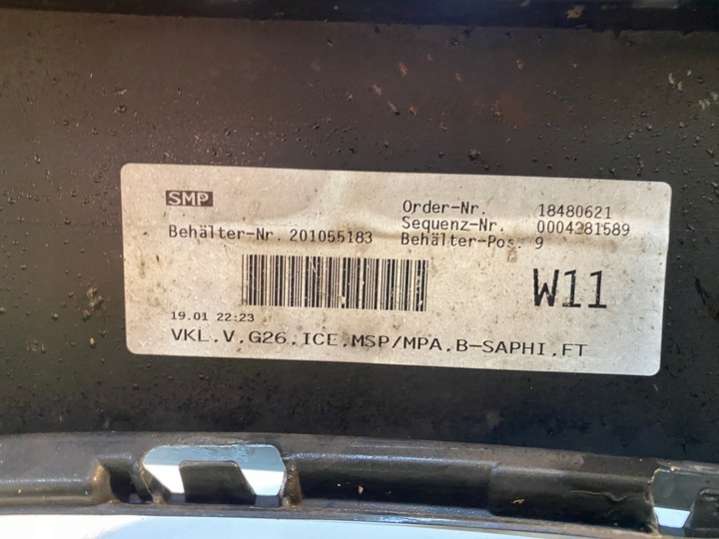 SMP
Order-Nr. 18480621
Sequenz-Nr. 0004281589
Behälter-Nr. 201055183 Behälter-Pos. 9
W11
19.01 22:23
VKL.V.G26.ICE.MSP/MPA.B-SAPHI.FT